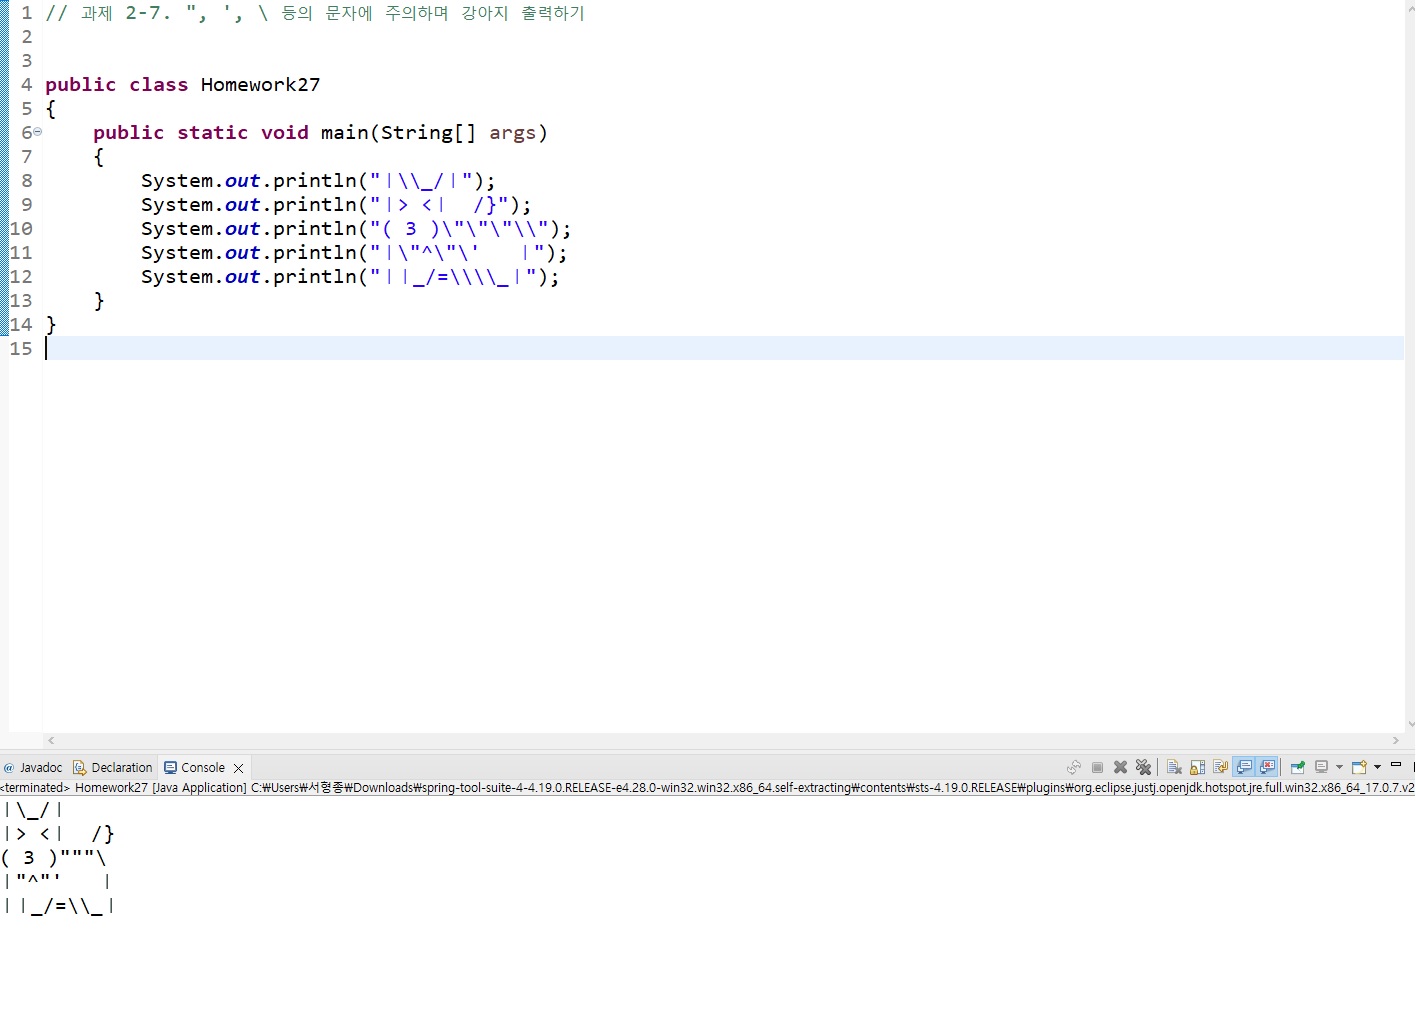 1 // 과제 2-7. ", ', \ 등의 문자에 주의하며 강아지 출력하기
2
3
4 public class Homework27
5 {
6 public static void main(String[] args)
7 {
8 System.out.println("|\\_/|");
9 System.out.println("|> <|  /}");
10 System.out.println("( 3 )\"\"\"\\");
11 System.out.println("|\"^\"\'   |");
12 System.out.println("||_/=\\\\_|");
13 }
14 }
15
@ Javadoc Declaration Console
<terminated> Homework27 [Java Application] C:₩Users₩서형종₩Downloads₩spring-tool-suite-4-4.19.0.RELEASE-e4.28.0-win32.win32.x86_64.self-extracting₩contents₩sts-4.19.0.RELEASE₩plugins₩org.eclipse.justj.openjdk.hotspot.jre.full.win32.x86_64_17.0.7.v2
|\_/|
|> <|  /}
( 3 )"""\
|"^"'   |
||_/=\\_|